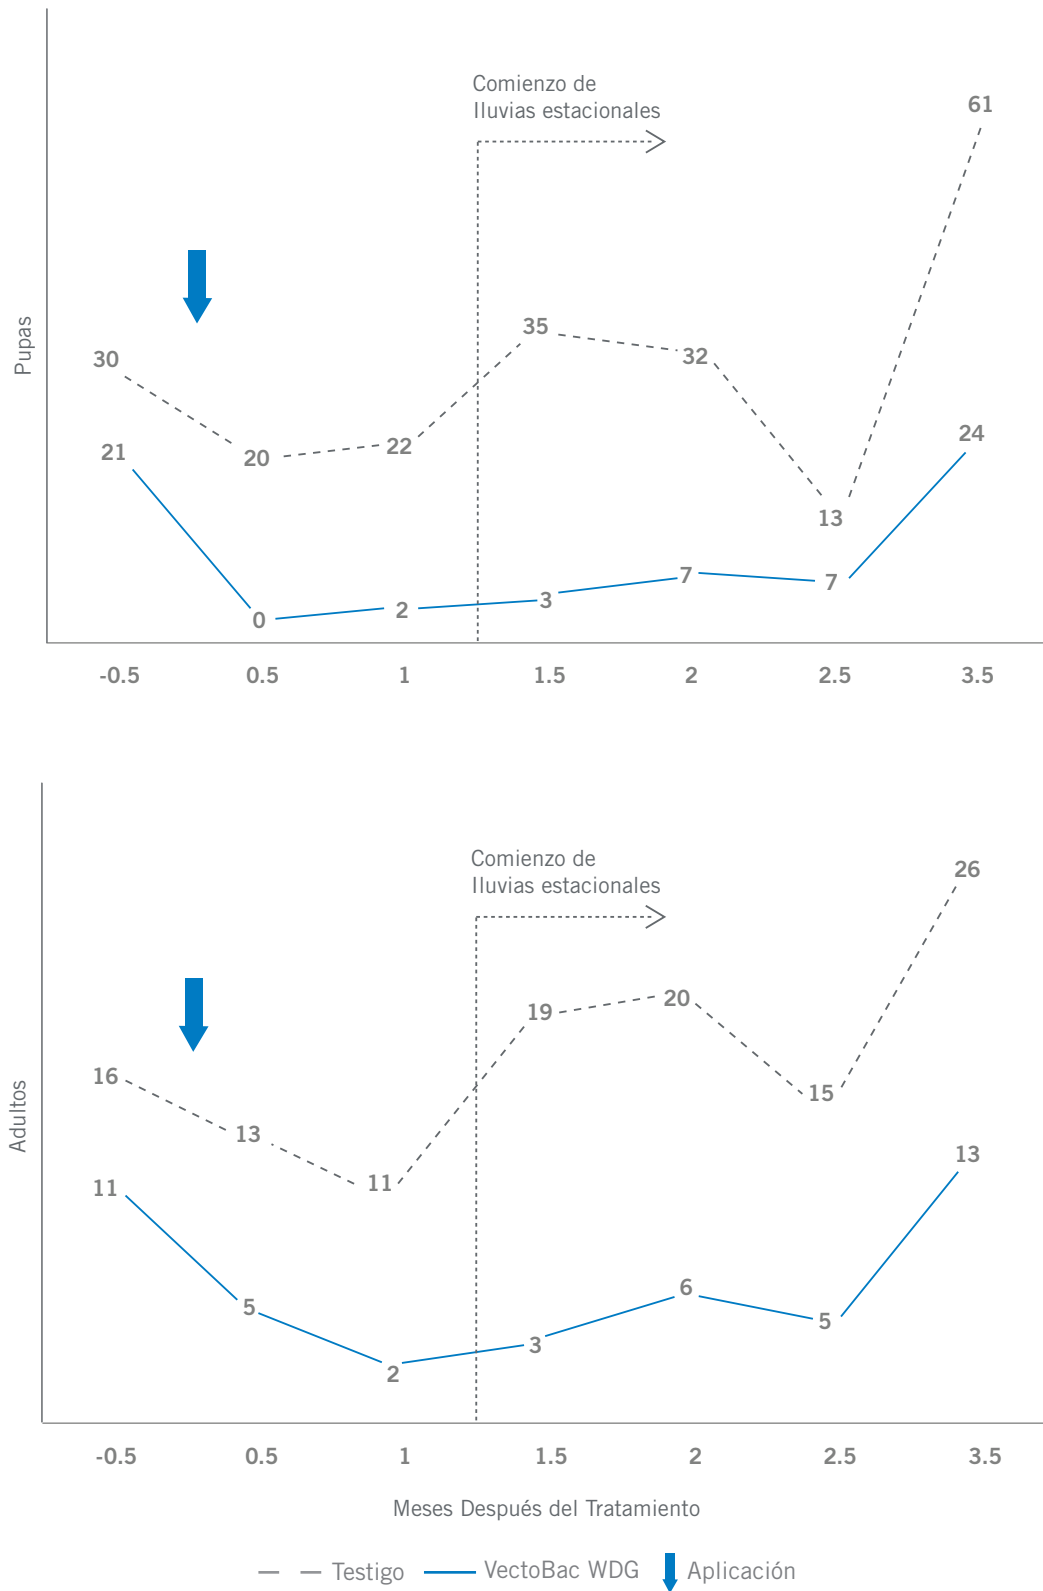 Comienzo de
lluvias estacionales
61
35
30
32
22
20
24
21
13
7
7
3
2
0
Pupas
-0.5 0.5 1 1.5 2 2.5 3.5
Comienzo de
lluvias estacionales
26
20
19
16
15
13
11
13
11
6
5
5
3
2
Adultos
-0.5 0.5 1 1.5 2 2.5 3.5
Meses Después del Tratamiento
Testigo VectoBac WDG Aplicación